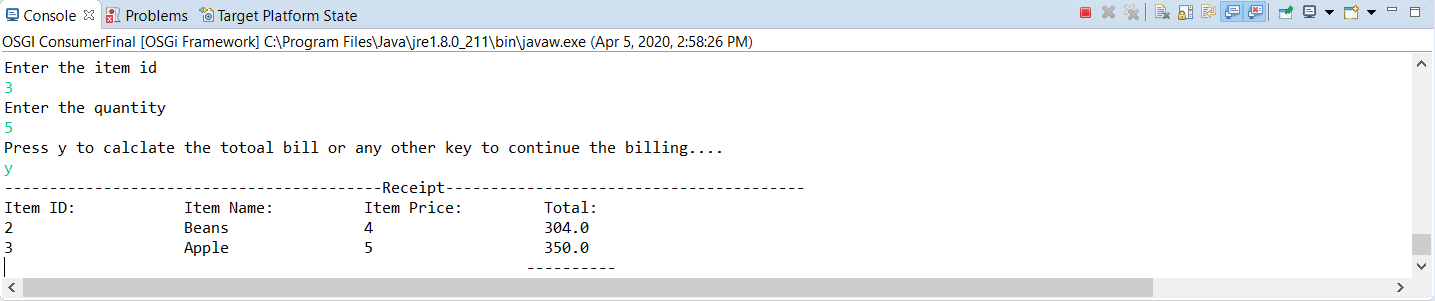 Console Problems Target Platform State
OSGI ConsumerFinal [OSGi Framework] C:\Program Files\Java\jre1.8.0_211\bin\javaw.exe (Apr 5, 2020, 2:58:26 PM)
Enter the item id
3
Enter the quantity
5
Press y to calclate the totoal bill or any other key to continue the billing....
y
------------------------------------------Receipt----------------------------------------
Item ID: Item Name: Item Price: Total:
2 Beans 4 304.0
3 Apple 5 350.0
----------